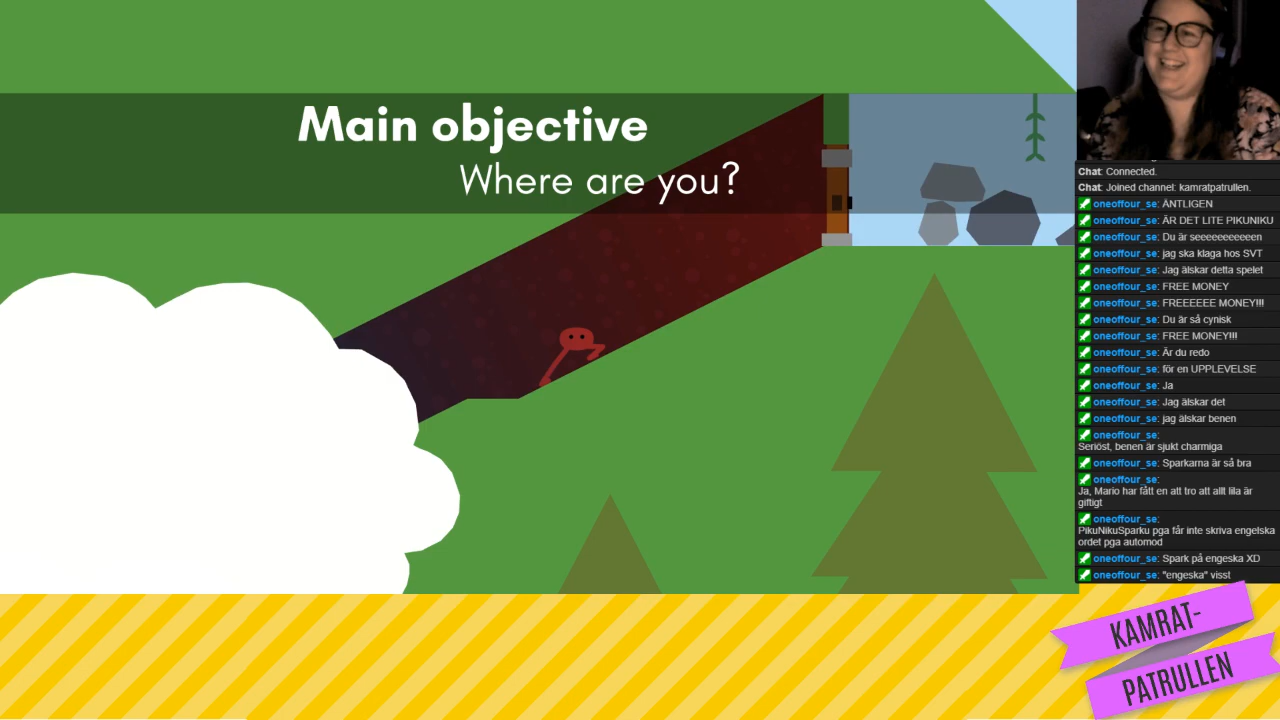 Main objective
Where are you?
Chat: Connected.
Chat: Joined channel: kamratpatrullen.
oneoffour_se: ÄNTLIGEN
oneoffour_se: ÄR DET LITE PIKUNIKU
oneoffour_se: Du är seeeeeeeeeeen
oneoffour_se: jag ska klaga hos SVT
oneoffour_se: Jag älskar detta spelet
oneoffour_se: FREE MONEY
oneoffour_se: FREEEEEE MONEY!!!
oneoffour_se: Du är så cynisk
oneoffour_se: FREE MONEY!!!
oneoffour_se: Är du redo
oneoffour_se: för en UPPLEVELSE
oneoffour_se: Ja
oneoffour_se: Jag älskar det
oneoffour_se: jag älskar benen
oneoffour_se:
Seriöst, benen är sjukt charmiga
oneoffour_se: Sparkarna är så bra
oneoffour_se:
Ja, Mario har fått en att tro att allt lila är
giftigt
oneoffour_se:
PikuNikuSparku pga får inte skriva engelska
ordet pga automod
oneoffour_se: Spark på engeska XD
oneoffour_se: "engeska" visst
KAMRAT-
PATRULLEN